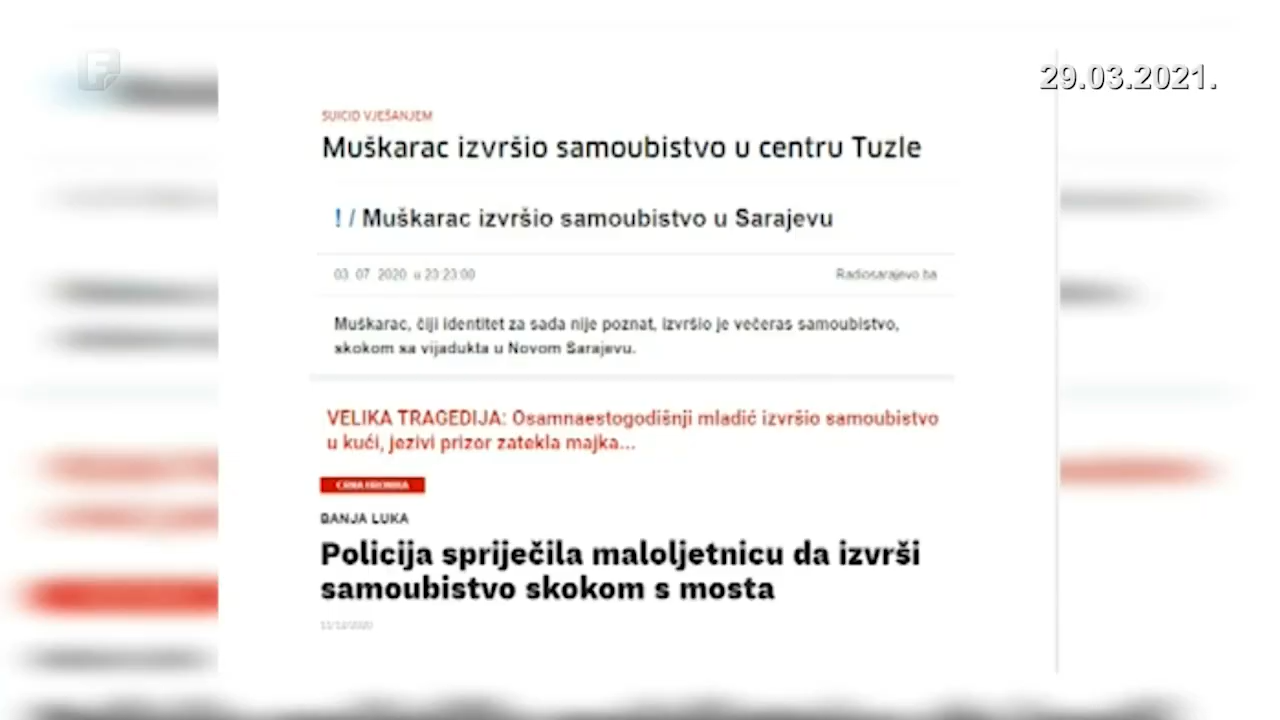 F
29.03.2021.
SUICID VJEŠANJEM
Muškarac izvršio samoubistvo u centru Tuzle
! / Muškarac izvršio samoubistvo u Sarajevu
03 07 2020 u 23:23:00
Radiosarajevo.ba
Muškarac, čiji identitet za sada nije poznat, izvršio je večeras samoubistvo,
skokom sa vijadukta u Novom Sarajevu.
VELIKA TRAGEDIJA: Osamnaestogodišnji mladić izvršio samoubistvo
u kući, jezivi prizor zatekla majka...
CRNA HRONIKA
BANJA LUKA
Policija spriječila maloljetnicu da izvrši
samoubistvo skokom s mosta
11/12/2020